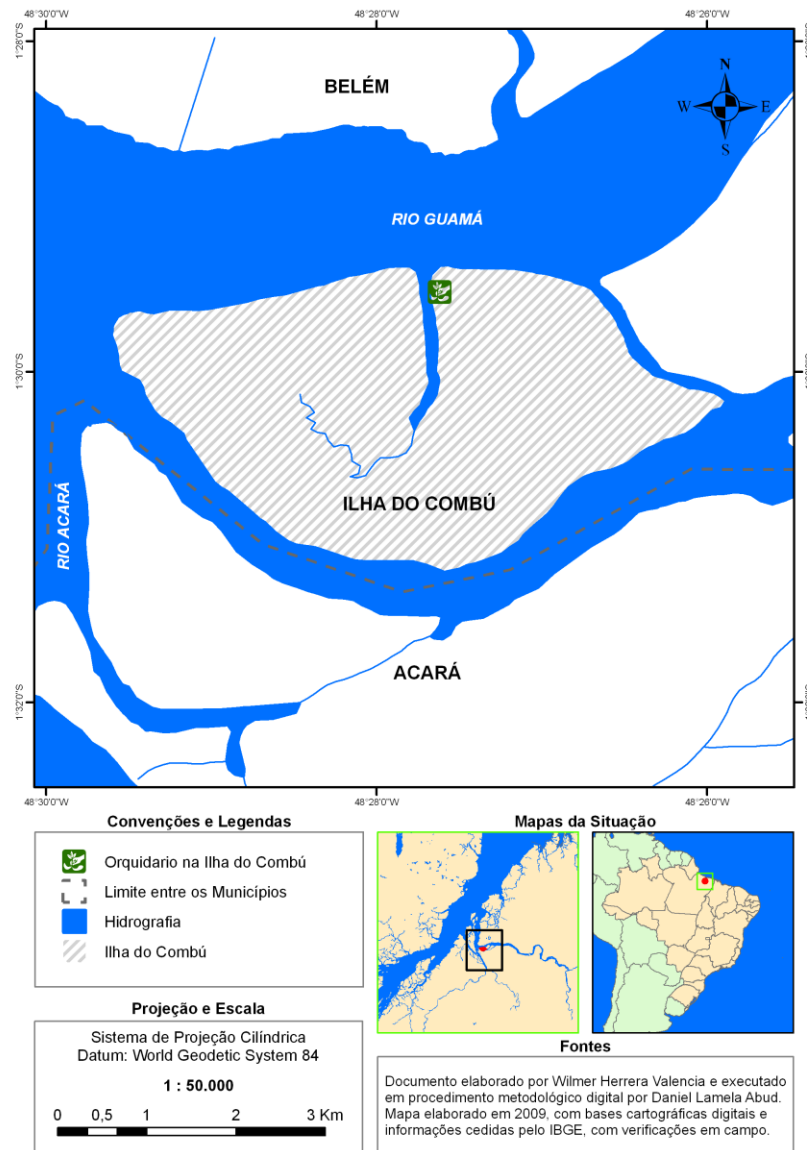 48°30'0"W
48°28'0"W
48°26'0"W
1°28'0"S
BELÉM
N
W
E
S
RIO GUAMÁ
1°30'0"S
ILHA DO COMBÚ
RIO ACARÁ
ACARÁ
1°32'0"S
48°30'0"W
48°28'0"W
48°26'0"W
Convenções e Legendas
Orquidario na Ilha do Combú
Limite entre os Municípios
Hidrografia
Ilha do Combú
Projeção e Escala
Sistema de Projeção Cilíndrica
Datum: World Geodetic System 84
1 : 50.000
0 0,5 1 2 3 Km
Mapas da Situação
Fontes
Documento elaborado por Wilmer Herrera Valencia e executado
em procedimento metodológico digital por Daniel Lamela Abud.
Mapa elaborado em 2009, com bases cartográficas digitais e
informações cedidas pelo IBGE, com verificações em campo.